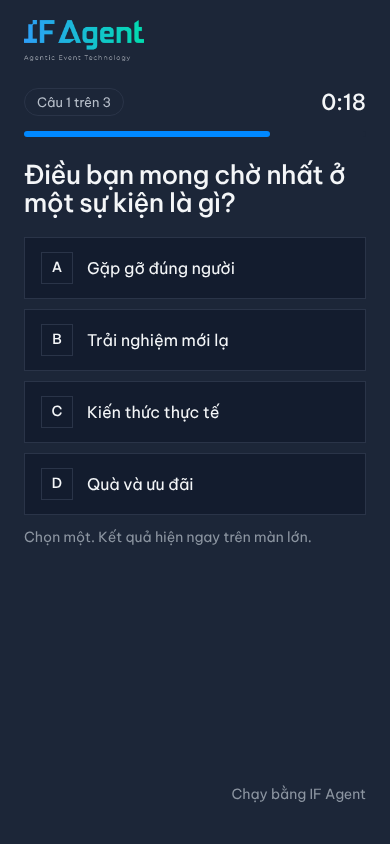 IF Agent
Agentic Event Technology
Câu 1 trên 3
0:18
Điều bạn mong chờ nhất ở
một sự kiện là gì?
A Gặp gỡ đúng người
B Trải nghiệm mới lạ
C Kiến thức thực tế
D Quà và ưu đãi
Chọn một. Kết quả hiện ngay trên màn lớn.
Chạy bằng IF Agent